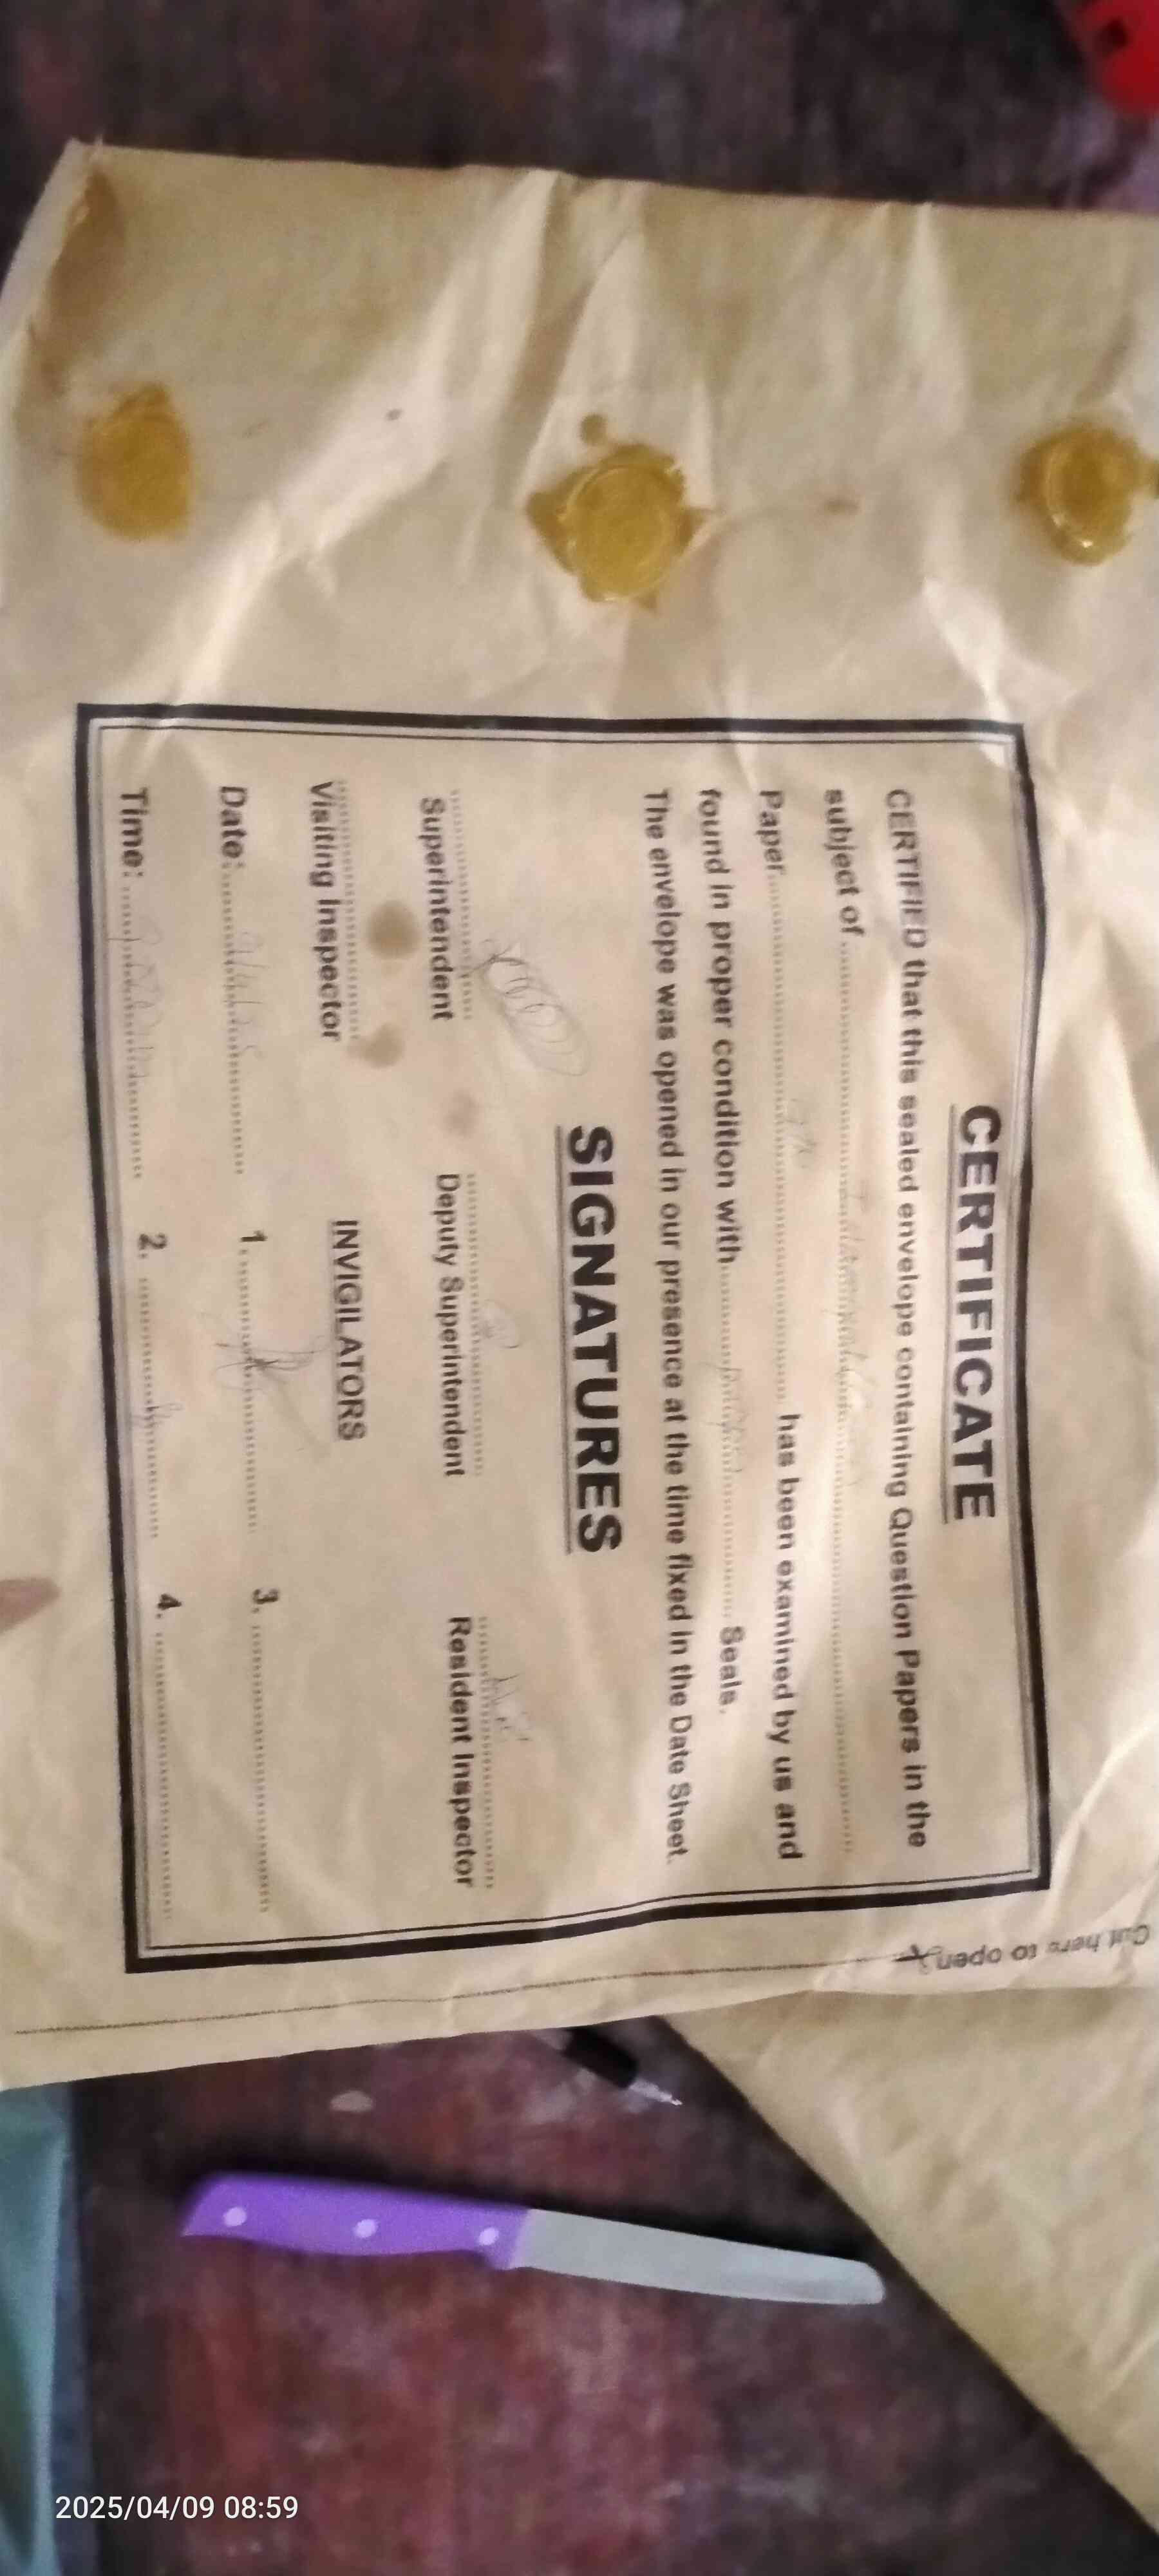 CERTIFICATE
CERTIFIED that this sealed envelope containing Question Papers in the
subject of ........................
Paper........................ has been examined by us and
found in proper condition with........................ Seals.
The envelope was opened in our presence at the time fixed in the Date Sheet.
SIGNATURES
Superintendent Deputy Superintendent Resident Inspector
Visiting Inspector INVIGILATORS
Date:........................ 1. ........................ 3. ........................
Time: ........................ 2. ........................ 4. ........................
Cut here to open
2025/04/09 08:59